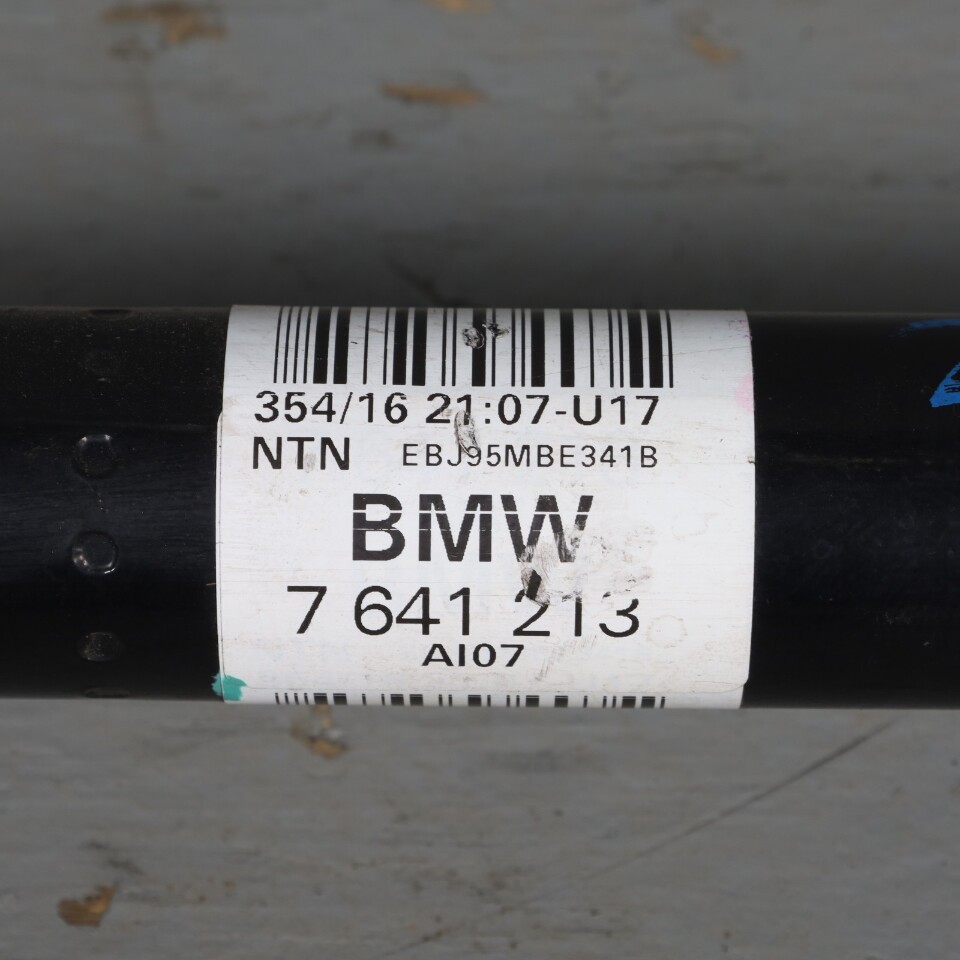 354/16 21:07-U17
NTN EBJ95MBE341B
BMW
7 641 213
AI07